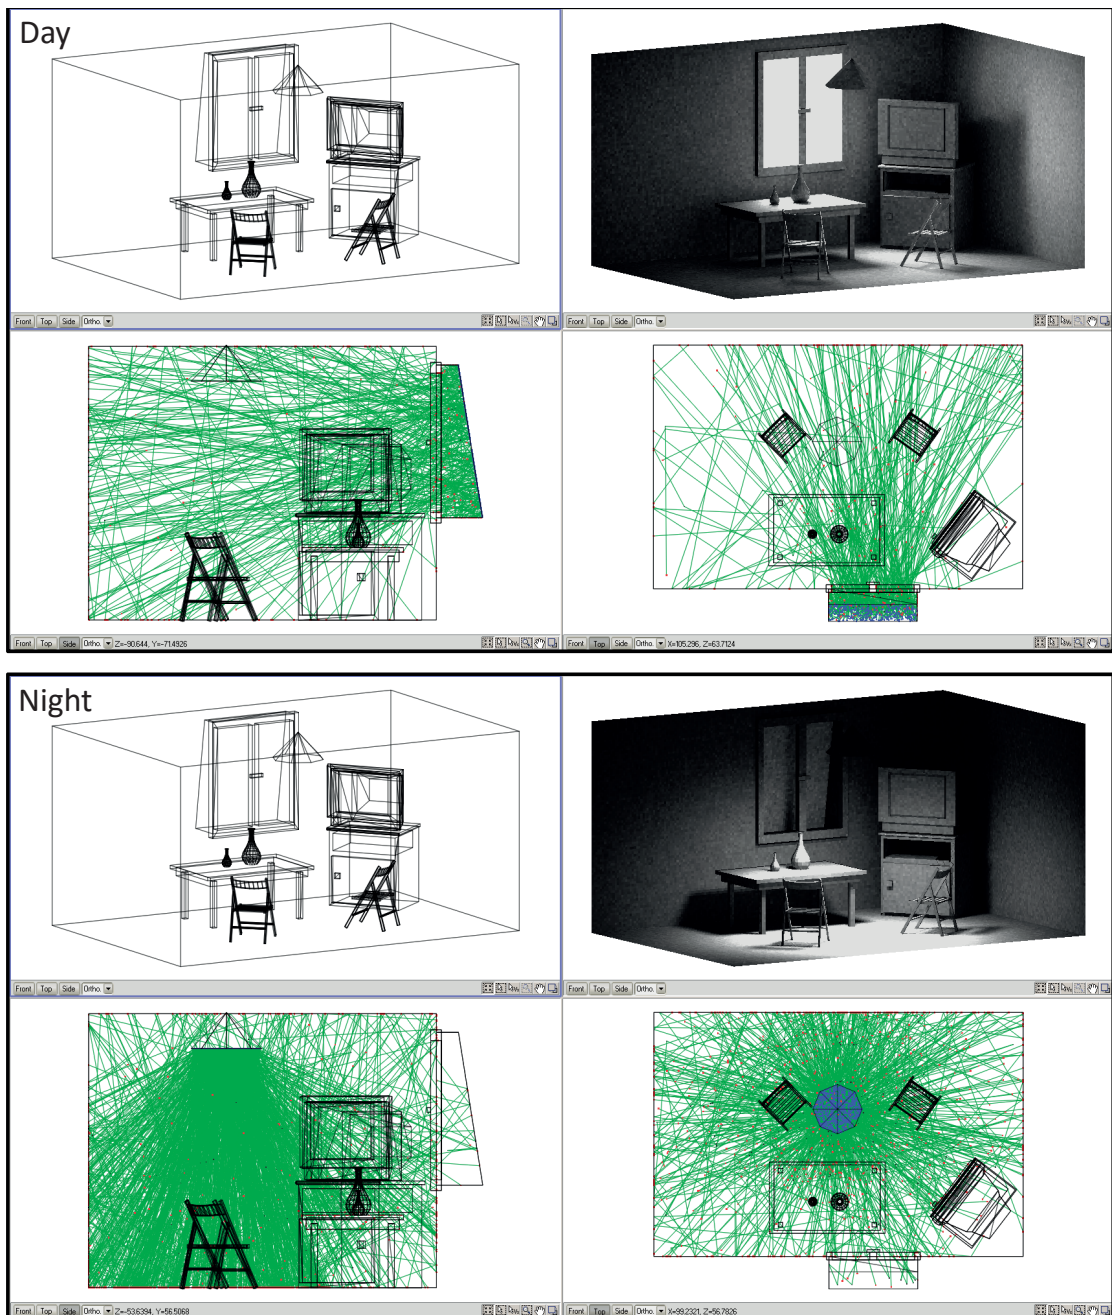 Day
Front Top Side Ortho.
Front Top Side Ortho.
Front Top Side Ortho. Z=-90.644, Y=-71.4926
Front Top Side Ortho. X=105.296, Z=63.7124
Night
Front Top Side Ortho.
Front Top Side Ortho.
Front Top Side Ortho. Z=-53.6394, Y=56.5068
Front Top Side Ortho. X=99.2321, Z=56.7826